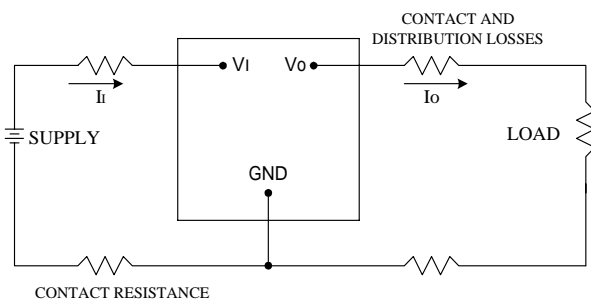 CONTACT AND
DISTRIBUTION LOSSES
VI
VO
II
IO
SUPPLY
LOAD
GND
CONTACT RESISTANCE